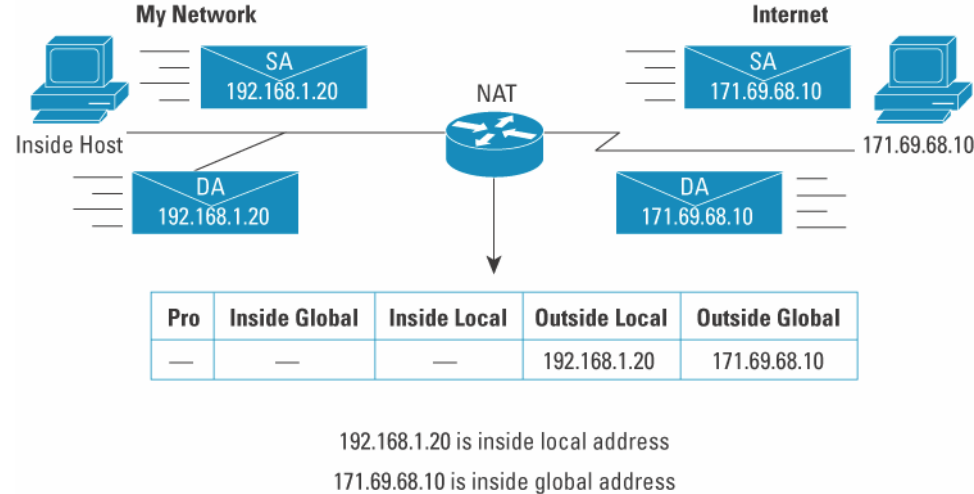 My Network
Internet
SA
192.168.1.20
SA
171.69.68.10
NAT
Inside Host
171.69.68.10
DA
192.168.1.20
DA
171.69.68.10
Pro Inside Global Inside Local Outside Local Outside Global
— — — 192.168.1.20 171.69.68.10
192.168.1.20 is inside local address
171.69.68.10 is inside global address